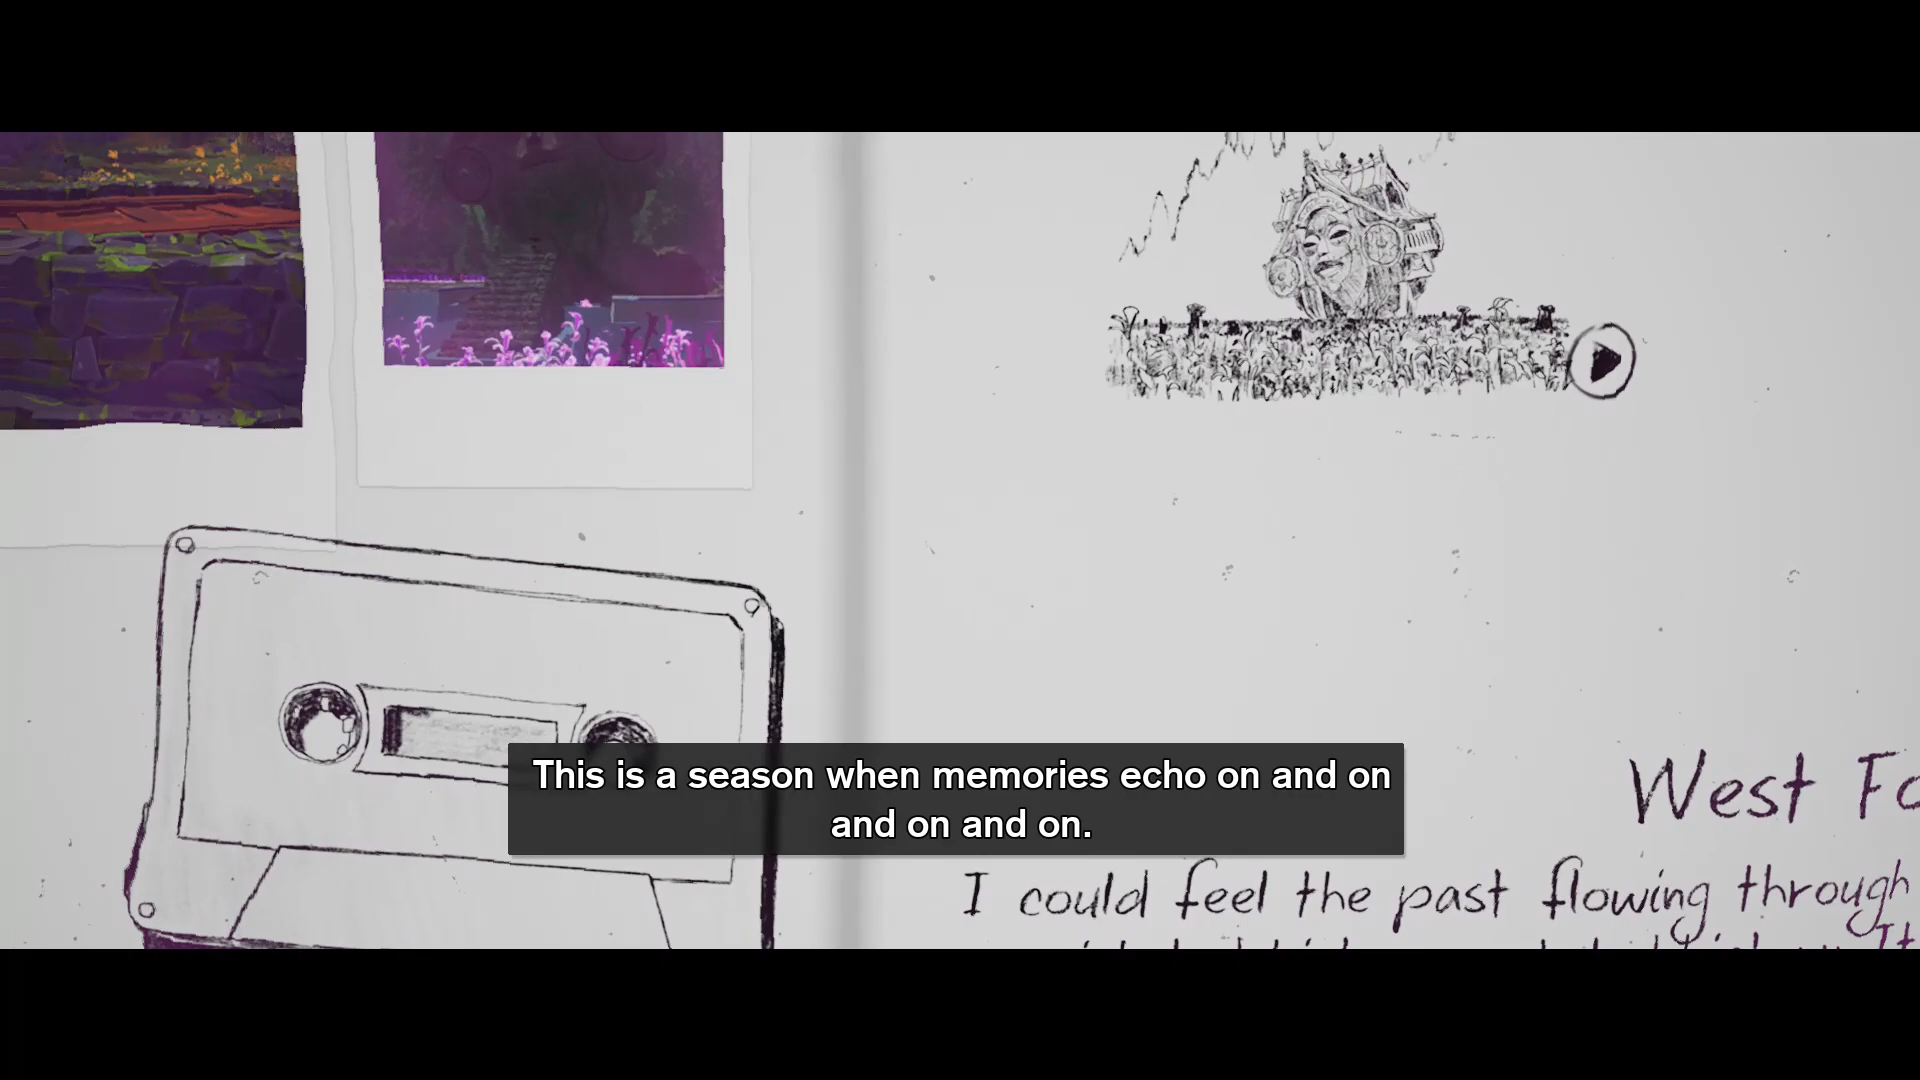 This is a season when memories echo on and on
and on and on.
West
I could feel the past flowing through